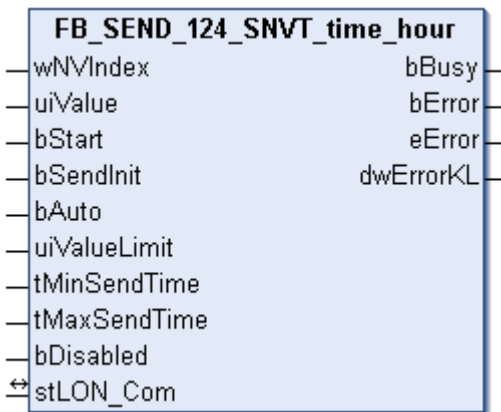 FB_SEND_124_SNVT_time_hour
wNVIndex bBusy
uiValue bError
bStart eError
bSendInit dwErrorKL
bAuto
uiValueLimit
tMinSendTime
tMaxSendTime
bDisabled
stLON_Com